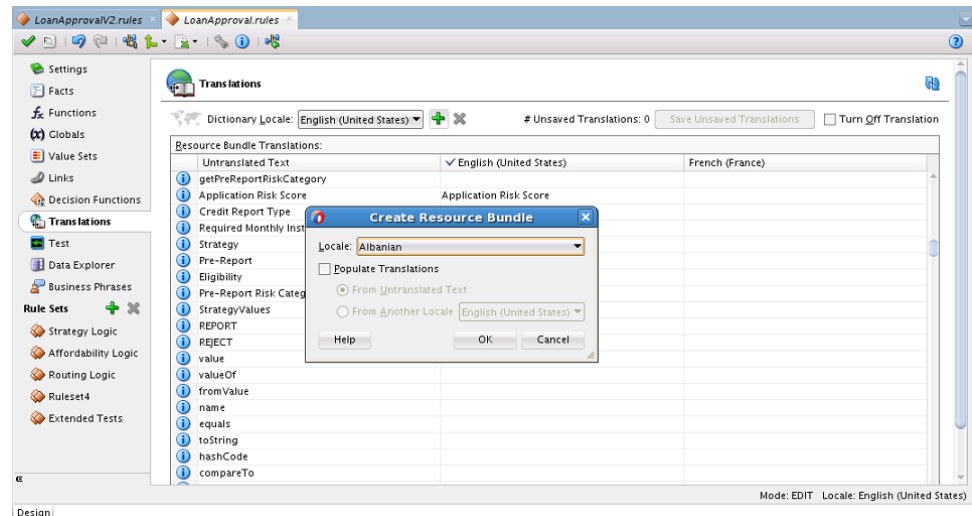 LoanApprovalV2.rules
LoanApproval.rules
Settings
Facts
Functions
Globals
Value Sets
Links
Decision Functions
Translations
Test
Data Explorer
Business Phrases
Rule Sets
Strategy Logic
Affordability Logic
Routing Logic
Ruleset4
Extended Tests
Translations
Dictionary Locale: English (United States) # Unsaved Translations: 0 Save Unsaved Translations Turn Off Translation
Resource Bundle Translations:
Untranslated Text English (United States) French (France)
getPreReportRiskCategory
Application Risk Score Application Risk Score
Credit Report Type
Required Monthly Inst
Strategy
Pre-Report
Eligibility
Pre-Report Risk Categ
StrategyValues
REPORT
REJECT
value
valueOf
fromValue
name
equals
toString
hashCode
compareTo
Create Resource Bundle
Locale: Albanian
Populate Translations
From Untranslated Text
From Another Locale English (United States)
Help OK Cancel
Mode: EDIT Locale: English (United States)
Design